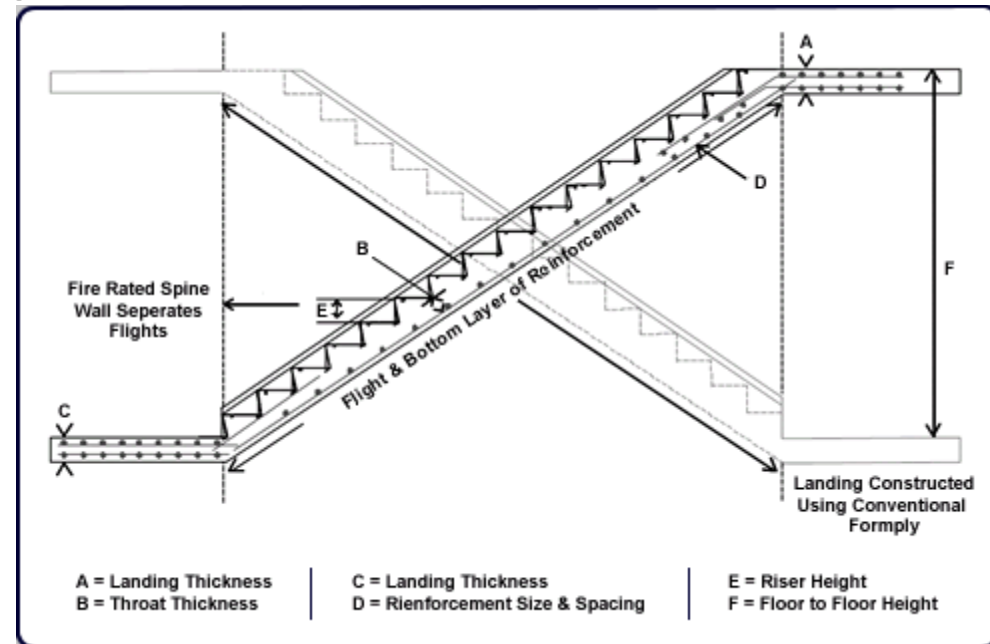 A
D
B
F
Fire Rated Spine
Wall Seperates
Flights
E
Flight & Bottom Layer of Reinforcement
C
Landing Constructed
Using Conventional
Formply
A = Landing Thickness
B = Throat Thickness
C = Landing Thickness
D = Rienforcement Size & Spacing
E = Riser Height
F = Floor to Floor Height